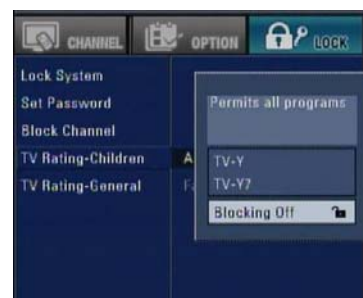 CHANNEL OPTION LOCK
Lock System
Set Password
Permits all programs
Block Channel
TV Rating-Children A TV-Y
TV-Y7
TV Rating-General F
Blocking Off